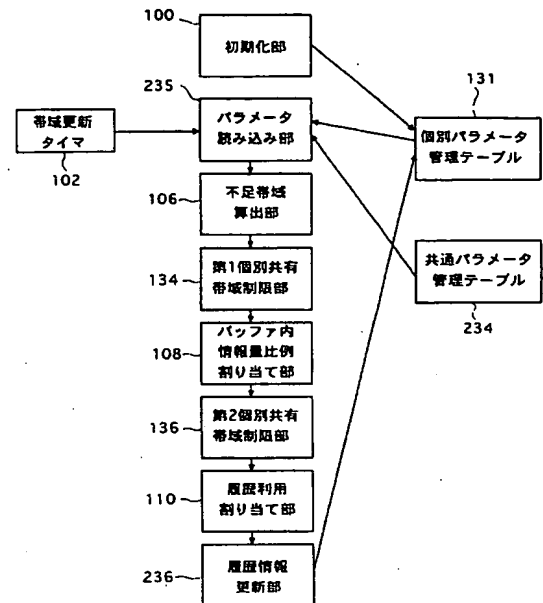 100
初期化部
235
131
帯域更新
タイマ
102
パラメータ
読み込み部
個別パラメータ
管理テーブル
106
不足帯域
算出部
134
第1個別共有
帯域制限部
共通パラメータ
管理テーブル
234
108
バッファ内
情報量比例
割り当て部
136
第2個別共有
帯域制限部
110
履歴利用
割り当て部
236
履歴情報
更新部